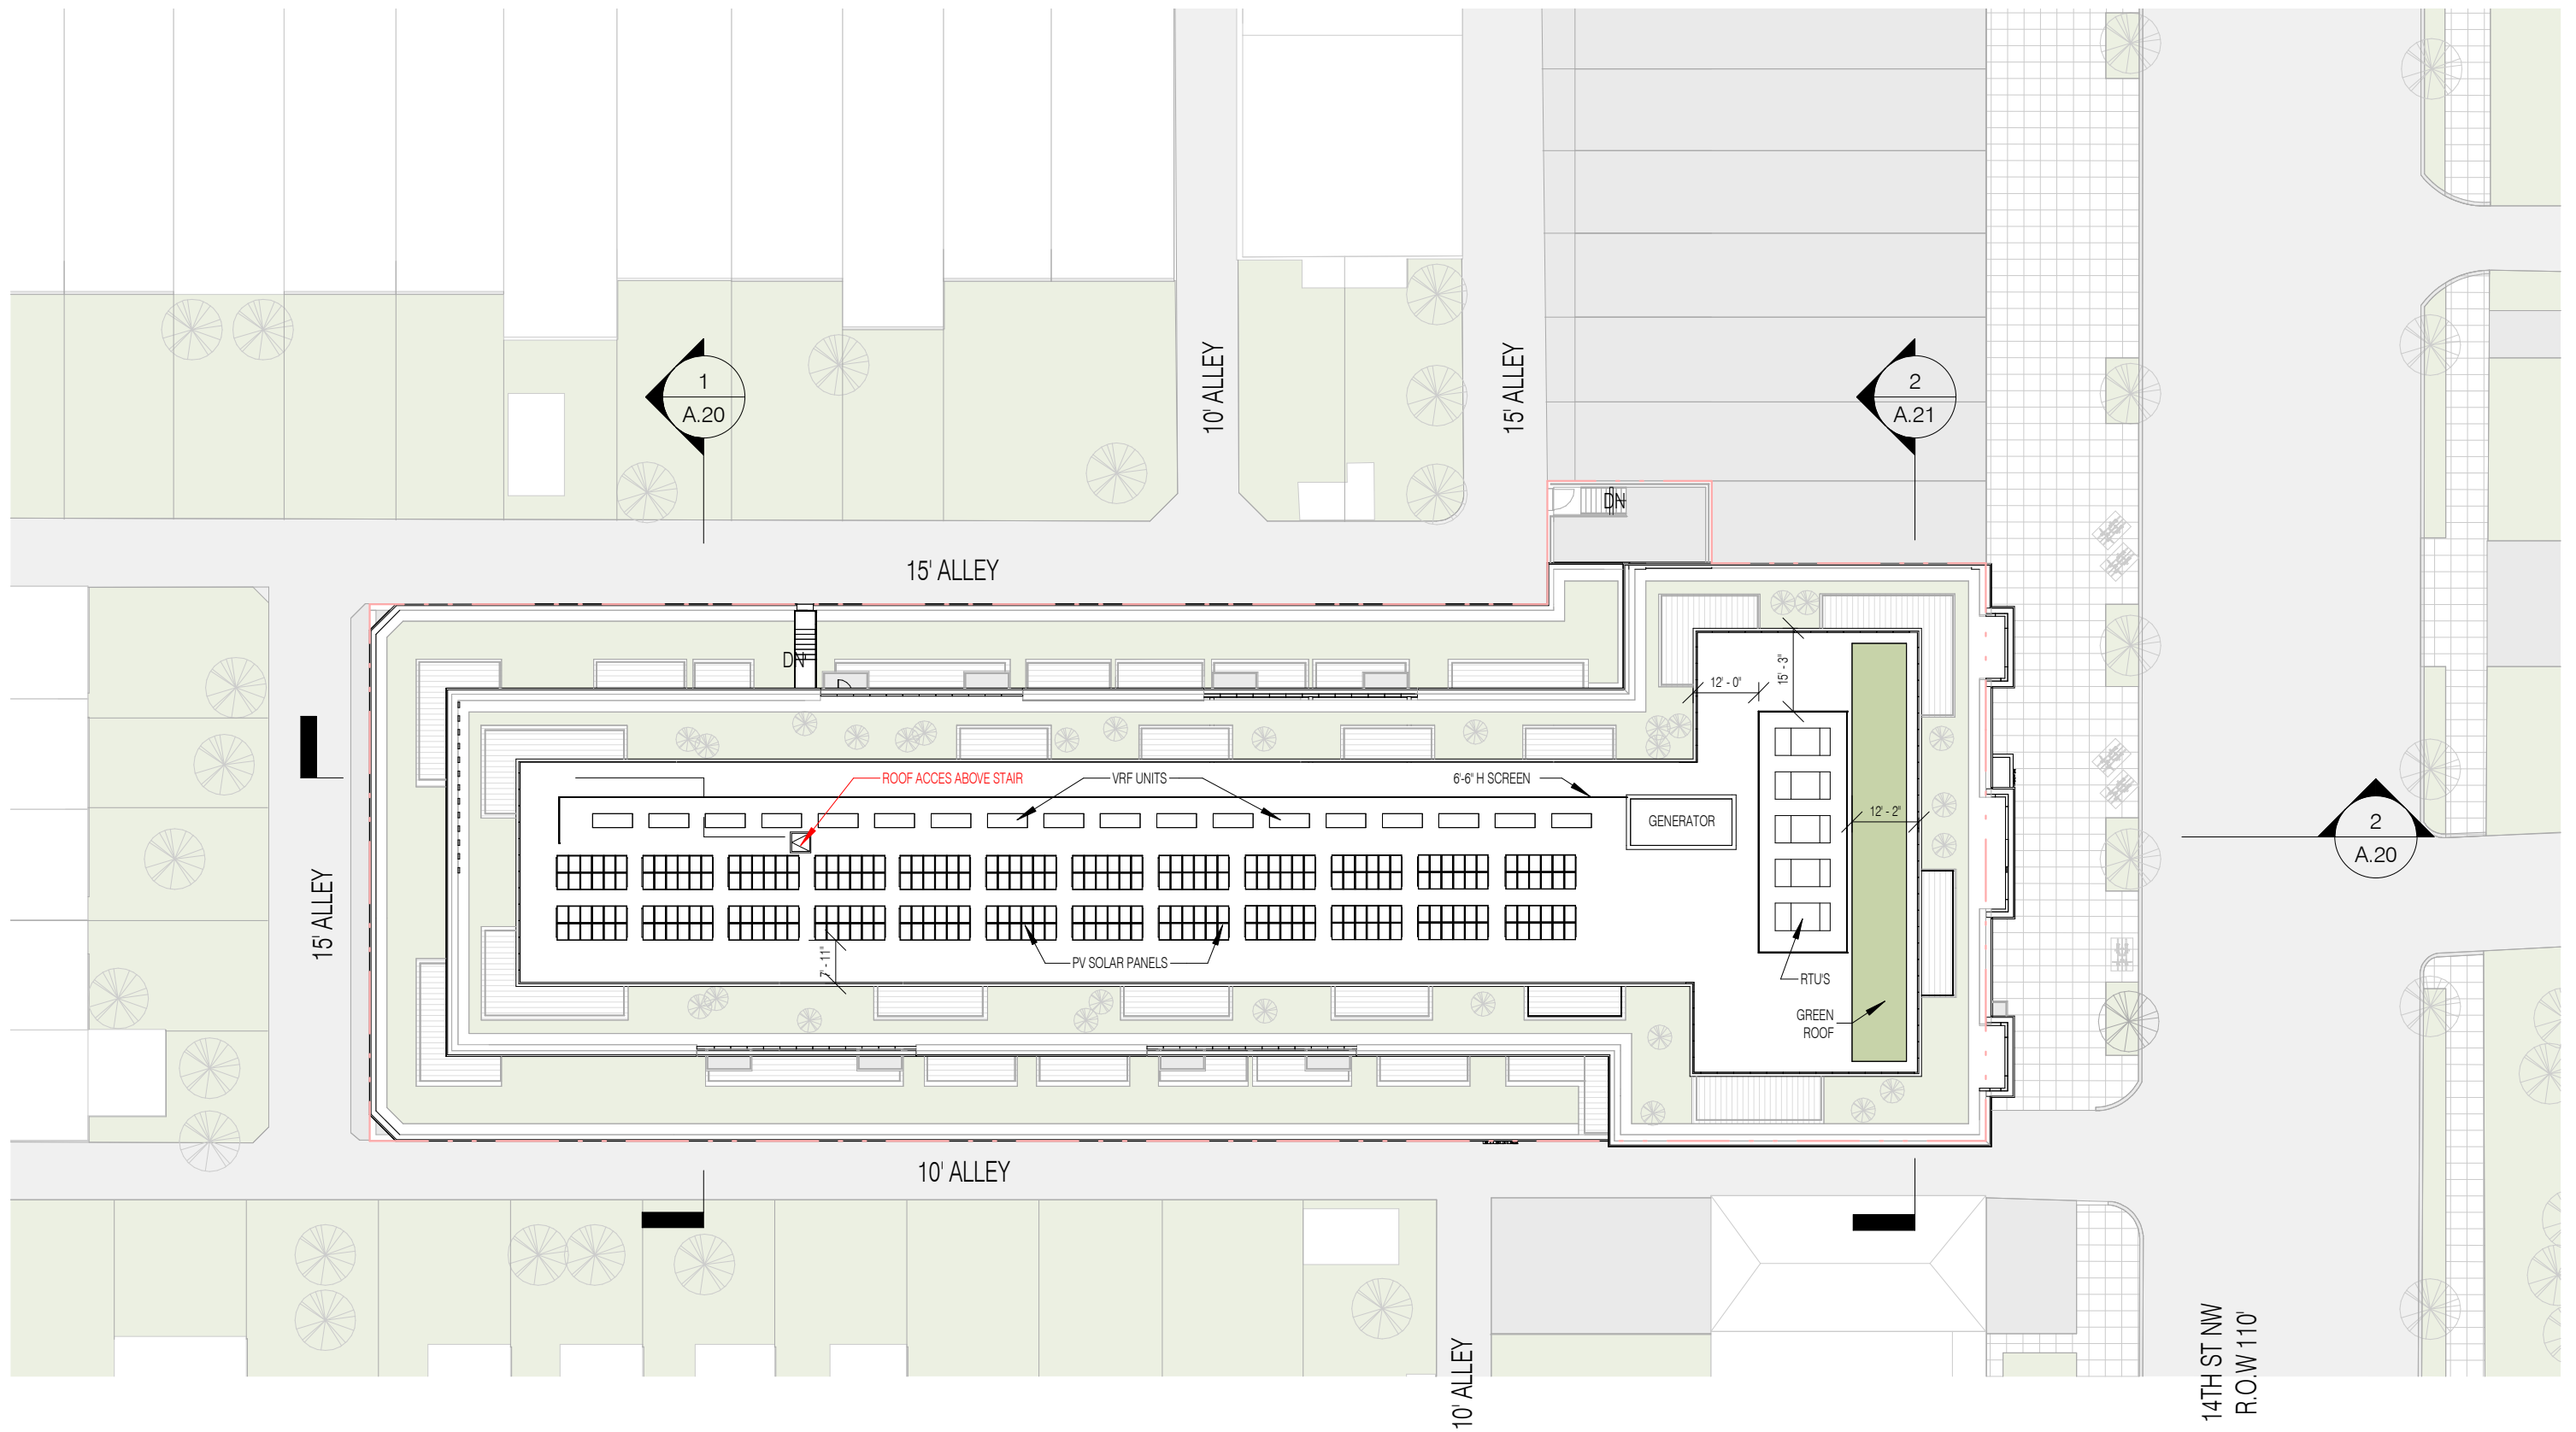 10' ALLEY
15' ALLEY
1
A.20
2
A.21
DN
15' ALLEY
DN
15' - 3"
12' - 0"
ROOF ACCES ABOVE STAIR
VRF UNITS
6'-6" H SCREEN
GENERATOR
12' - 2"
2
A.20
15' ALLEY
7' - 11"
PV SOLAR PANELS
RTU'S
GREEN
ROOF
10' ALLEY
10' ALLEY
14TH ST NW
R.O.W 110'